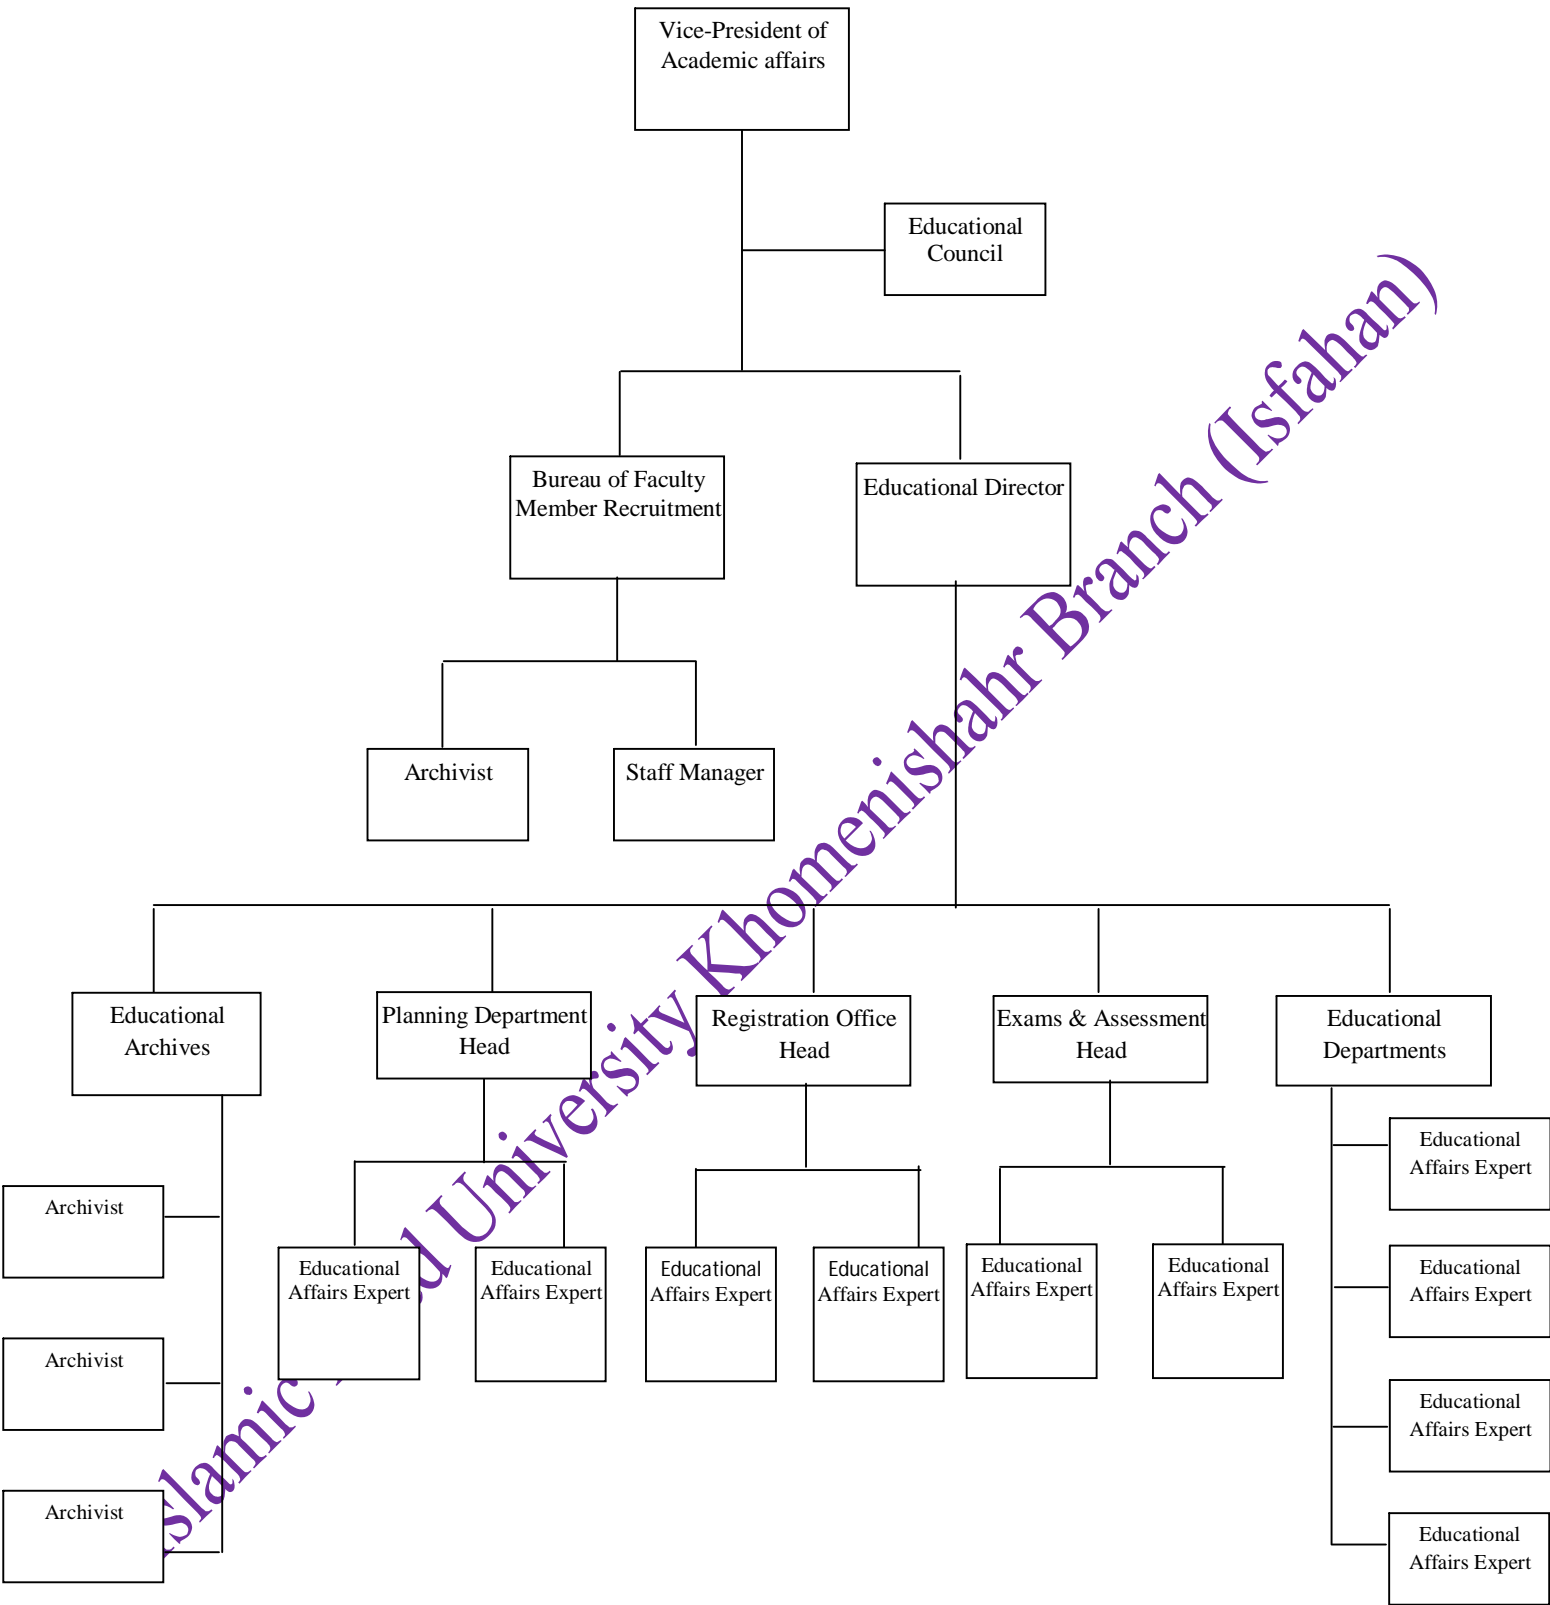 Vice-President of
Academic affairs
Educational
Council
Bureau of Faculty
Member Recruitment
Educational Director
Archivist
Staff Manager
Educational
Archives
Planning Department
Head
Registration Office
Head
Exams & Assessment
Head
Educational
Departments
Archivist
Archivist
Archivist
Educational
Affairs Expert
Educational
Affairs Expert
Educational
Affairs Expert
Educational
Affairs Expert
Educational
Affairs Expert
Educational
Affairs Expert
Educational
Affairs Expert
Educational
Affairs Expert
Educational
Affairs Expert
Educational
Affairs Expert
University Khomenishahr Branch (Isfahan)